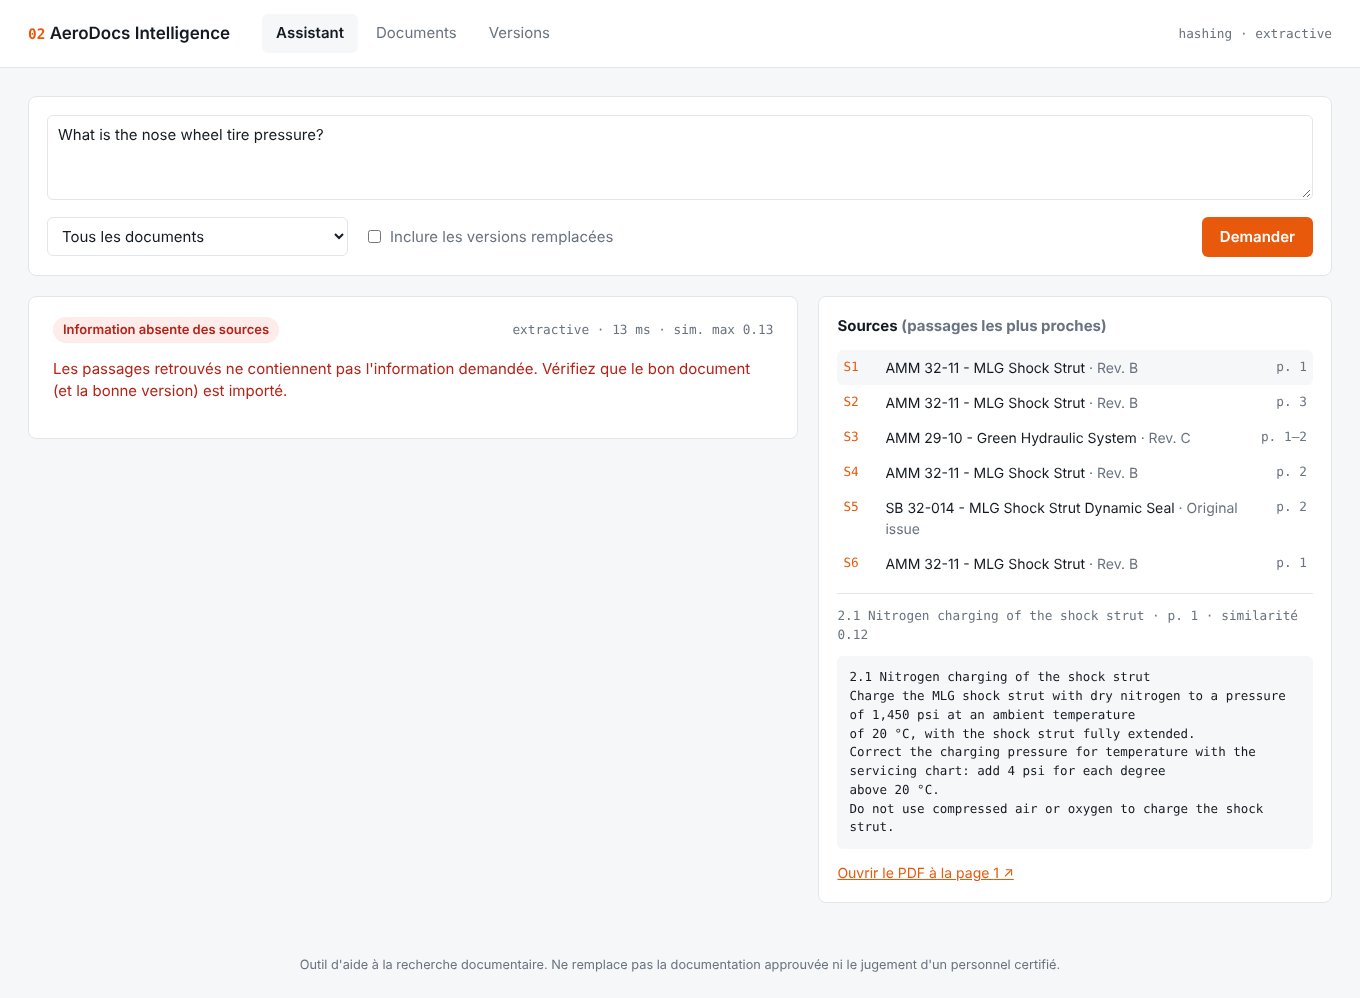 02 AeroDocs Intelligence
Assistant
Documents
Versions
hashing · extractive
What is the nose wheel tire pressure?
Tous les documents
Inclure les versions remplacées
Demander
Information absente des sources
extractive · 13 ms · sim. max 0.13
Les passages retrouvés ne contiennent pas l'information demandée. Vérifiez que le bon document
(et la bonne version) est importé.
Sources (passages les plus proches)
S1 AMM 32-11 - MLG Shock Strut · Rev. B p. 1
S2 AMM 32-11 - MLG Shock Strut · Rev. B p. 3
S3 AMM 29-10 - Green Hydraulic System · Rev. C p. 1–2
S4 AMM 32-11 - MLG Shock Strut · Rev. B p. 2
S5 SB 32-014 - MLG Shock Strut Dynamic Seal · Original p. 2
issue
S6 AMM 32-11 - MLG Shock Strut · Rev. B p. 1
2.1 Nitrogen charging of the shock strut · p. 1 · similarité
0.12
2.1 Nitrogen charging of the shock strut
Charge the MLG shock strut with dry nitrogen to a pressure
of 1,450 psi at an ambient temperature
of 20 °C, with the shock strut fully extended.
Correct the charging pressure for temperature with the
servicing chart: add 4 psi for each degree
above 20 °C.
Do not use compressed air or oxygen to charge the shock
strut.
Ouvrir le PDF à la page 1 ↗
Outil d'aide à la recherche documentaire. Ne remplace pas la documentation approuvée ni le jugement d'un personnel certifié.